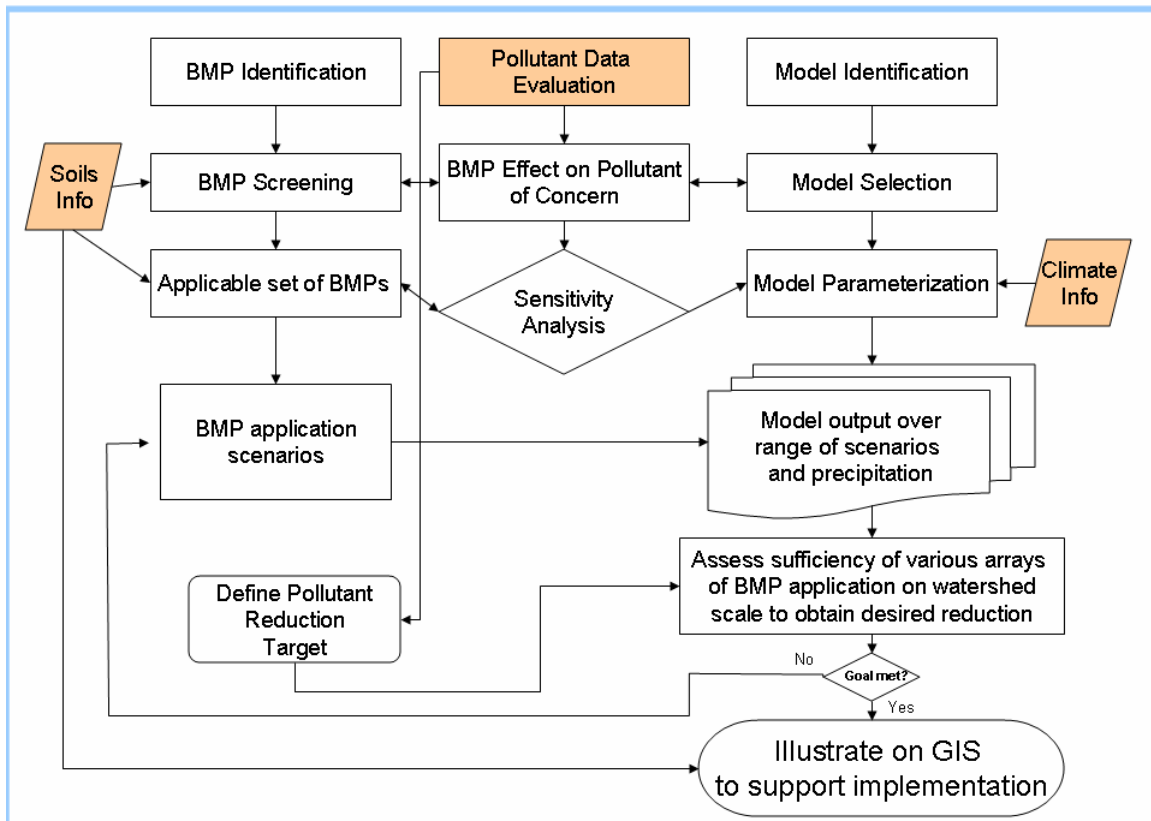 BMP Identification
Pollutant Data
Evaluation
Model Identification
Soils
Info
BMP Screening
BMP Effect on Pollutant
of Concern
Model Selection
Applicable set of BMPs
Sensitivity
Analysis
Model Parameterization
Climate
Info
BMP application
scenarios
Model output over
range of scenarios
and precipitation
Define Pollutant
Reduction
Target
Assess sufficiency of various arrays
of BMP application on watershed
scale to obtain desired reduction
No
Goal met?
Yes
Illustrate on GIS
to support implementation